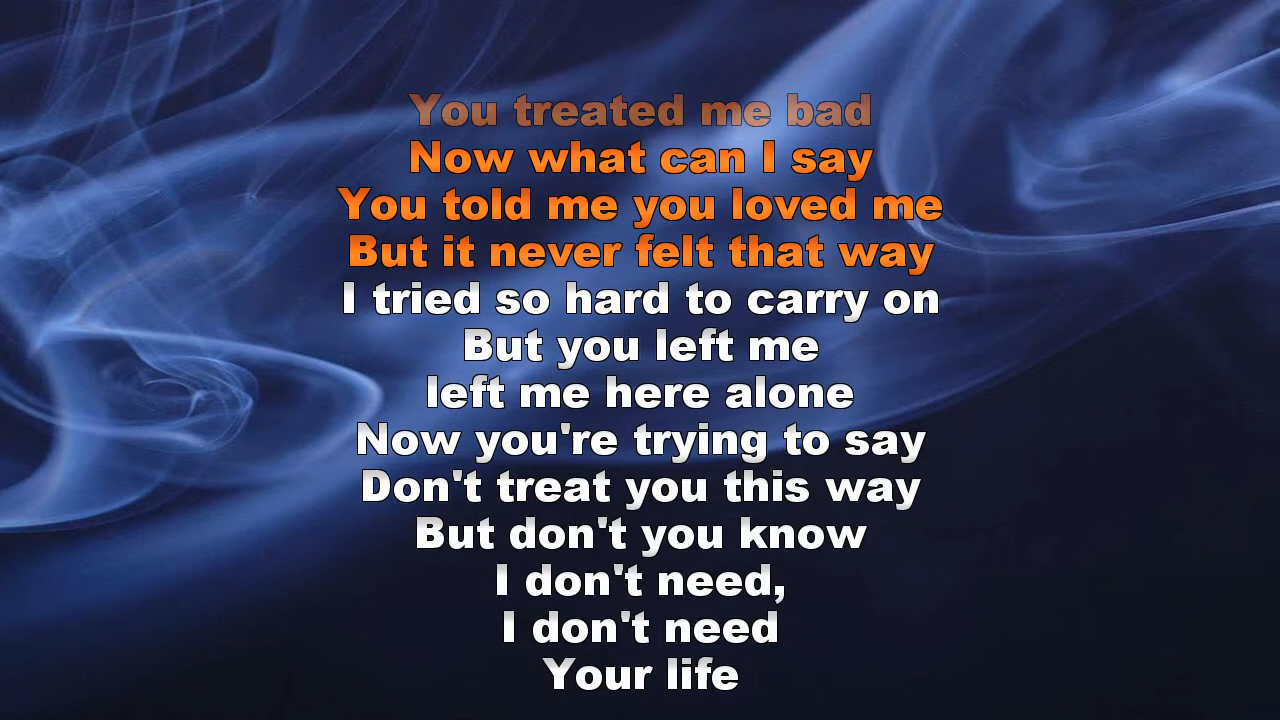 You treated me bad
Now what can I say
You told me you loved me
But it never felt that way
I tried so hard to carry on
But you left me
left me here alone
Now you're trying to say
Don't treat you this way
But don't you know
I don't need,
I don't need
Your life